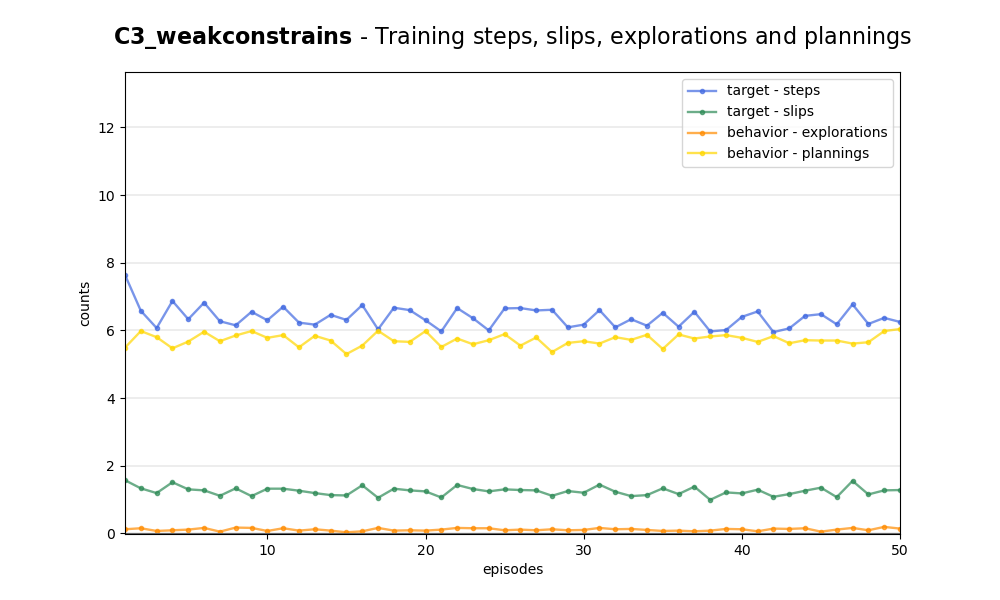 C3_weakconstrains - Training steps, slips, explorations and plannings
target - steps
target - slips
behavior - explorations
behavior - plannings
12
10
8
6
4
2
0
counts
10 20 30 40 50
episodes